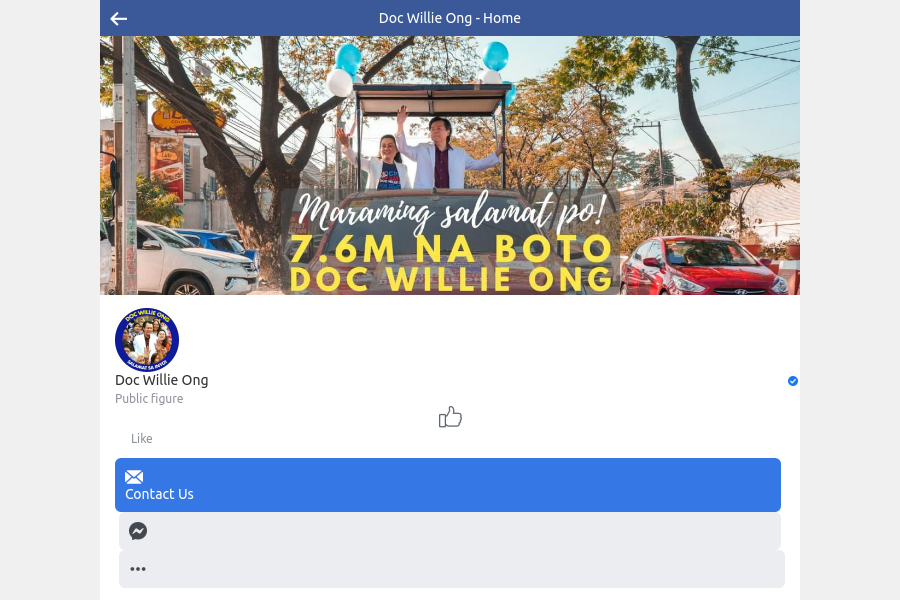 Doc Willie Ong - Home
Maraming salamat po!
7.6M NA BOTO
DOC WILLIE ONG
DOC WILLIE ONG
SALAMAT SA INYO!
Doc Willie Ong
Public figure
Like
Contact Us